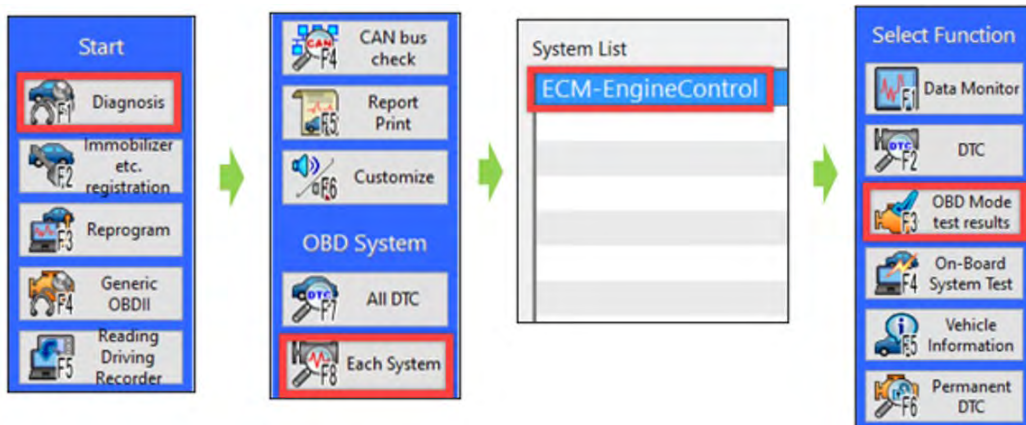 Start
F1
Diagnosis
F2
Immobilizer
etc.
registration
F3
Reprogram
F4
Generic
OBDII
F5
Reading
Driving
Recorder
CAN
F4
CAN bus
check
F5
Report
Print
F6
Customize
OBD System
DTC
F7
All DTC
F8
Each System
System List
ECM-EngineControl
Select Function
F1
Data Monitor
DTC
F2
DTC
F3
OBD Mode
test results
F4
On-Board
System Test
F5
Vehicle
Information
F6
Permanent
DTC